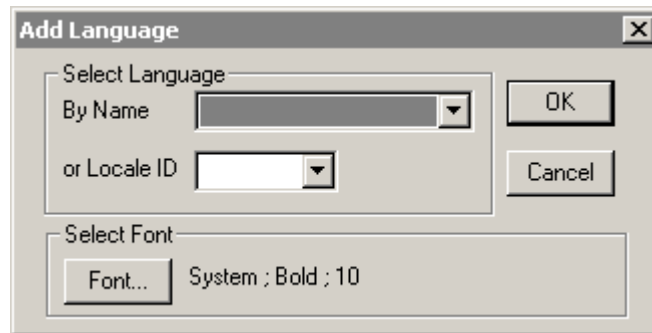 Add Language
Select Language
By Name
OK
or Locale ID
Cancel
Select Font
Font... System ; Bold ; 10